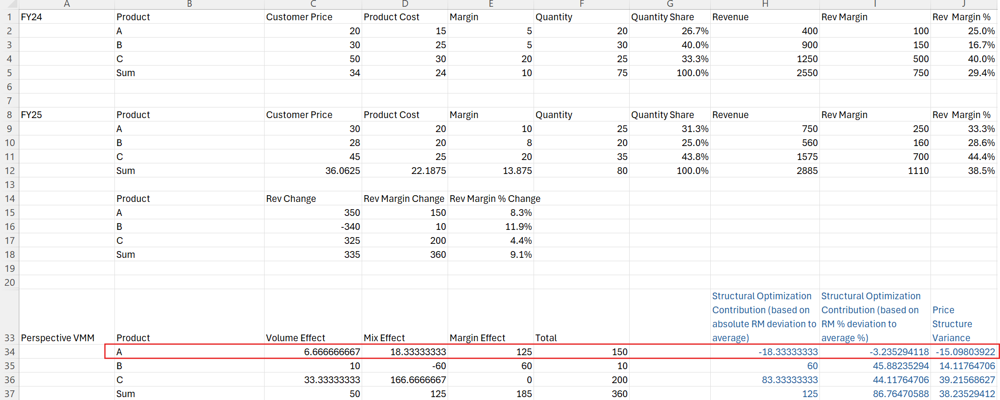 A B C D E F G H I J
1 FY24 Product Customer Price Product Cost Margin Quantity Quantity Share Revenue Rev Margin Rev  Margin %
2 A 20 15 5 20 26.7% 400 100 25.0%
3 B 30 25 5 30 40.0% 900 150 16.7%
4 C 50 30 20 25 33.3% 1250 500 40.0%
5 Sum 34 24 10 75 100.0% 2550 750 29.4%
6
7
8 FY25 Product Customer Price Product Cost Margin Quantity Quantity Share Revenue Rev Margin Rev  Margin %
9 A 30 20 10 25 31.3% 750 250 33.3%
10 B 28 20 8 20 25.0% 560 160 28.6%
11 C 45 25 20 35 43.8% 1575 700 44.4%
12 Sum 36.0625 22.1875 13.875 80 100.0% 2885 1110 38.5%
13
14 Product Rev Change Rev Margin Change Rev Margin % Change
15 A 350 150 8.3%
16 B -340 10 11.9%
17 C 325 200 4.4%
18 Sum 335 360 9.1%
19
20
Structural Optimization Structural Optimization
Contribution (based on Contribution (based on Price
absolute RM deviation to RM % deviation to Structure
33 Perspective VMM Product Volume Effect Mix Effect Margin Effect Total average) average %) Variance
34 A 6.666666667 18.33333333 125 150 -18.33333333 -3.235294118 -15.09803922
35 B 10 -60 60 10 60 45.88235294 14.11764706
36 C 33.33333333 166.6666667 0 200 83.33333333 44.11764706 39.21568627
37 Sum 50 125 185 360 125 86.76470588 38.23529412